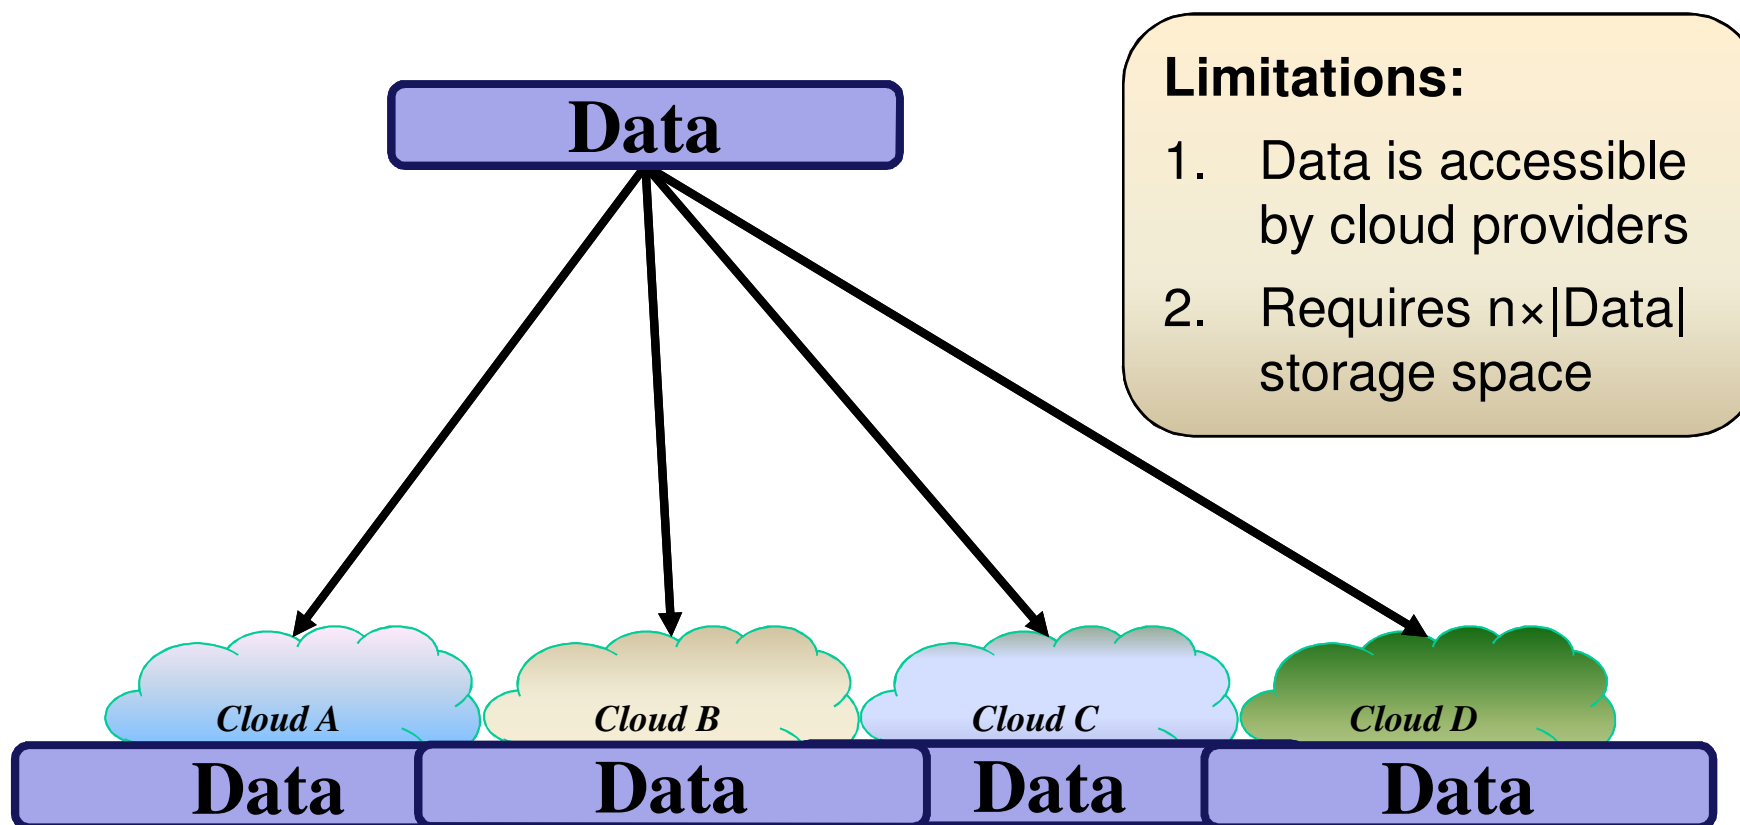 Data
Limitations:
1. Data is accessible
by cloud providers
2. Requires n×|Data|
storage space
Cloud A
Cloud B
Cloud C
Cloud D
Data
Data
Data
Data